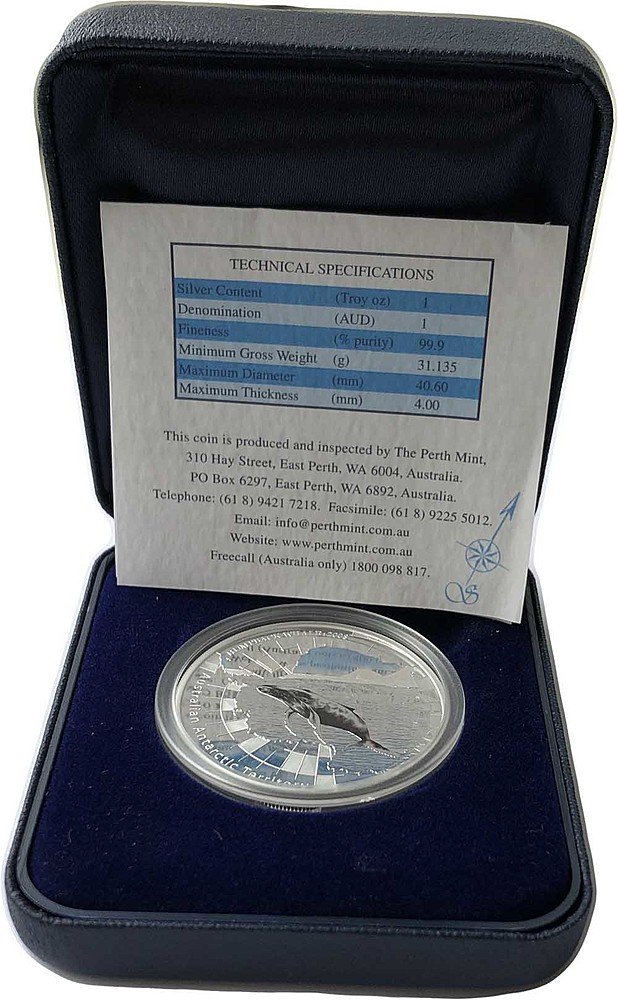 TECHNICAL SPECIFICATIONS
Silver Content (Troy oz) 1
Denomination (AUD) 1
Fineness (% purity) 99.9
Minimum Gross Weight (g) 31.135
Maximum Diameter (mm) 40.60
Maximum Thickness (mm) 4.00
This coin is produced and inspected by The Perth Mint,
310 Hay Street, East Perth, WA 6004, Australia.
PO Box 6297, East Perth, WA 6892, Australia.
Telephone: (61 8) 9421 7218. Facsimile: (61 8) 9225 5012.
Email: info@perthmint.com.au
Website: www.perthmint.com.au
Freecall (Australia only) 1800 098 817.
S
HUMPBACK WHALE 2008
Australian Antarctic Territory